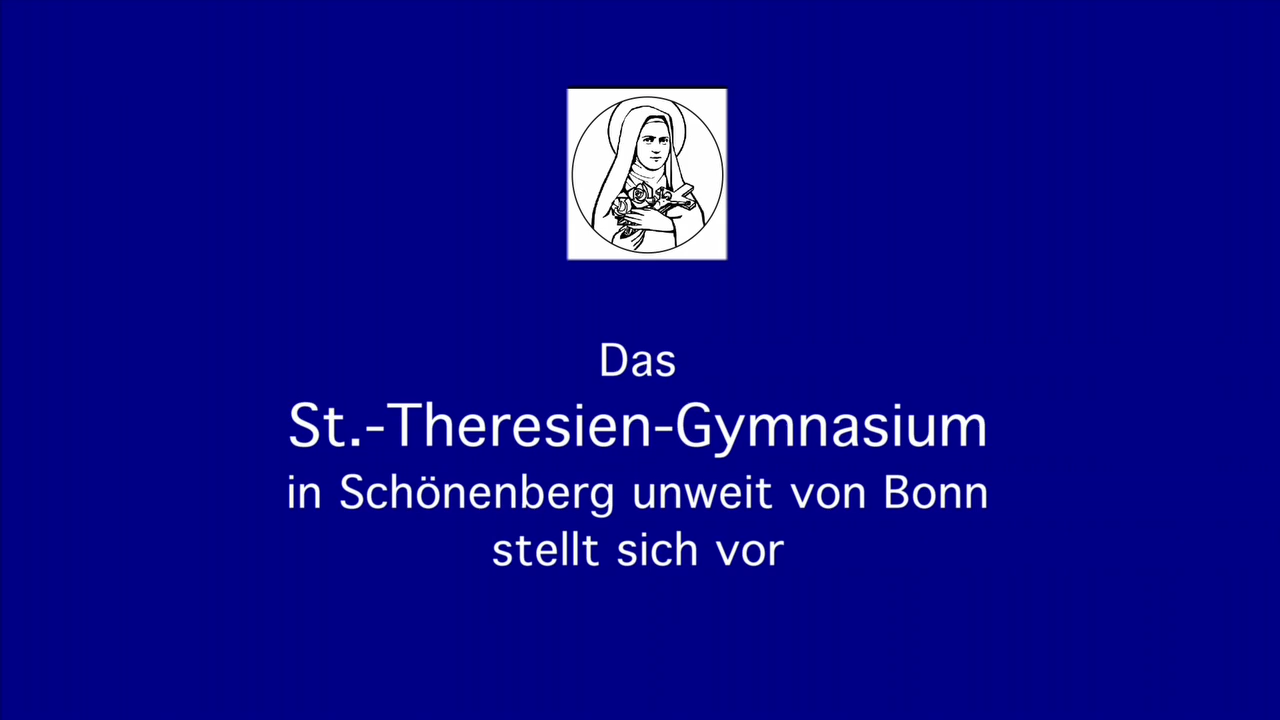 Das
St.-Theresien-Gymnasium
in Schönenberg unweit von Bonn
stellt sich vor